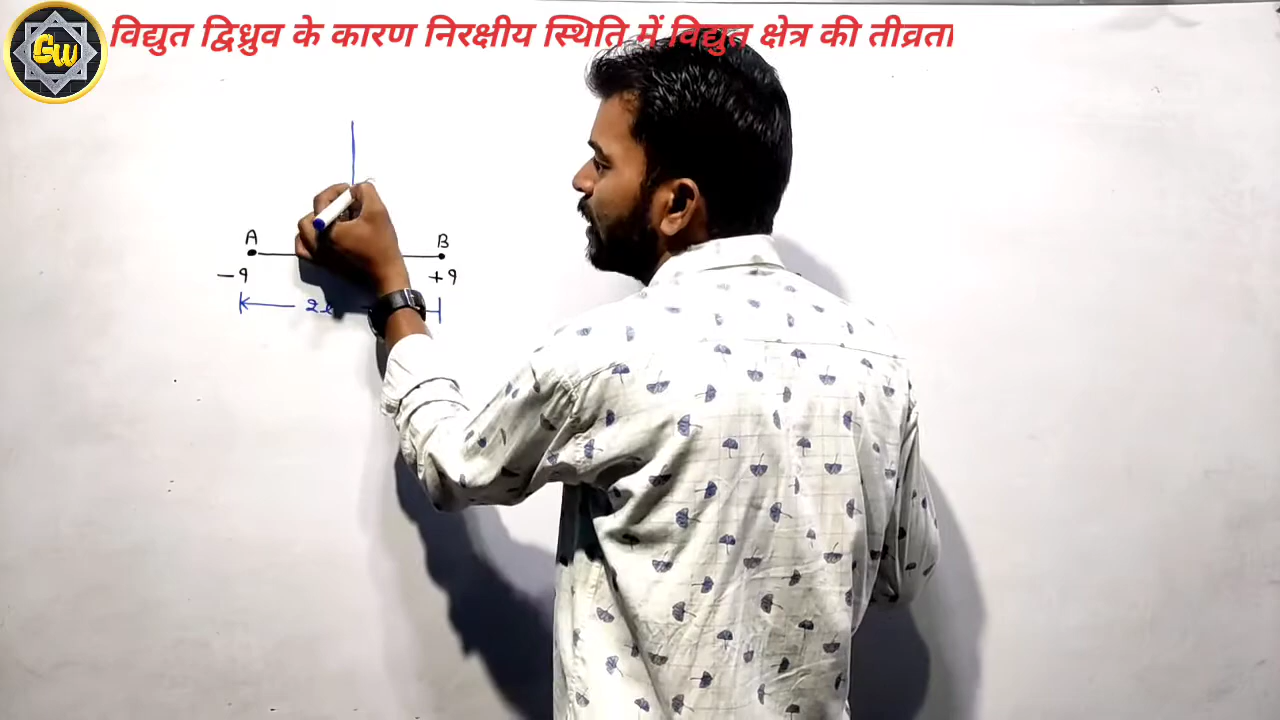 GW
विद्युत द्विध्रुव के कारण निरक्षीय स्थिति में विद्युत क्षेत्र की तीव्रता
A B
-q +q